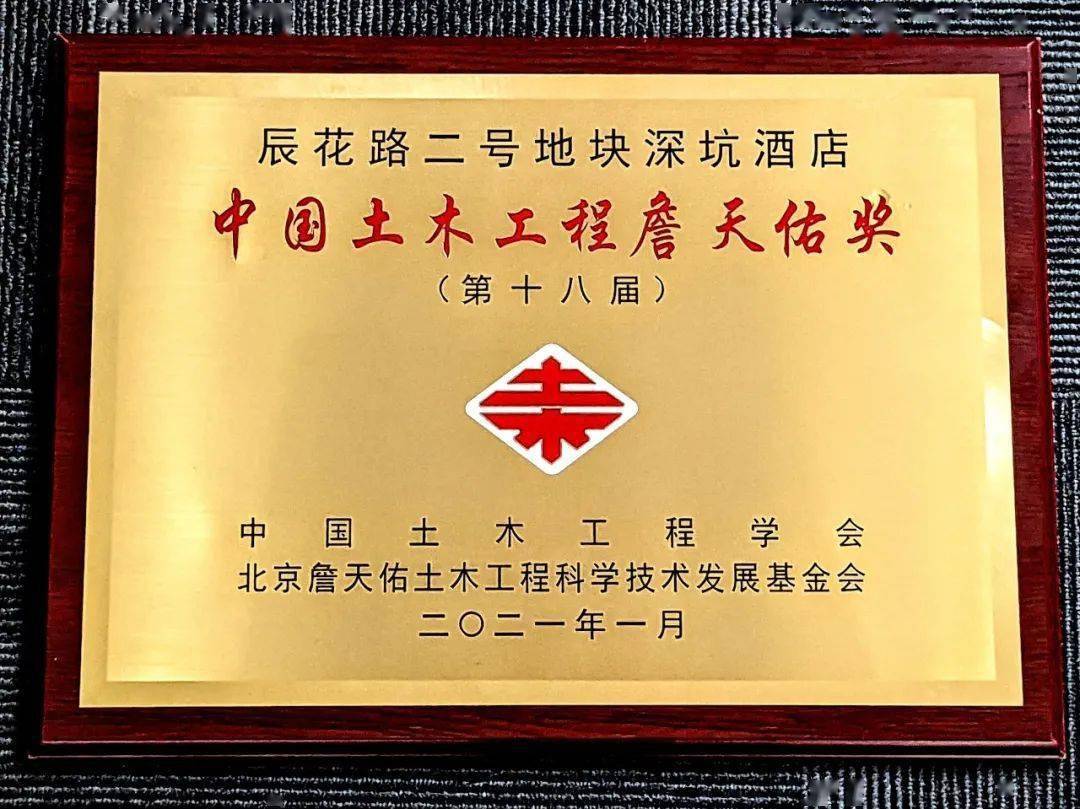 辰花路二号地块深坑酒店
中国土木工程詹天佑奖
（第十八届）
中国土木工程学会
北京詹天佑土木工程科学技术发展基金会
二〇二一年一月